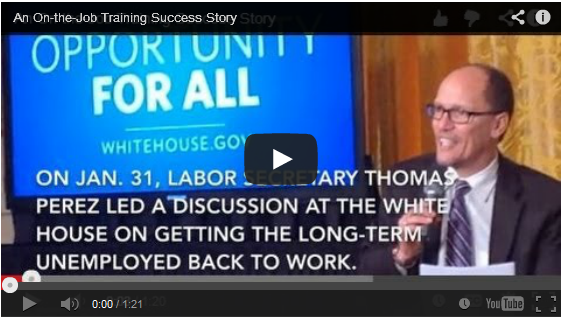 An On-the-Job Training Success Story
OPPORTUNITY
FOR ALL
WHITEHOUSE.GOV
ON JAN. 31, LABOR SECRETARY THOMAS
PEREZ LED A DISCUSSION AT THE WHITE
HOUSE ON GETTING THE LONG-TERM
UNEMPLOYED BACK TO WORK.
0:00 / 1:21
YouTube